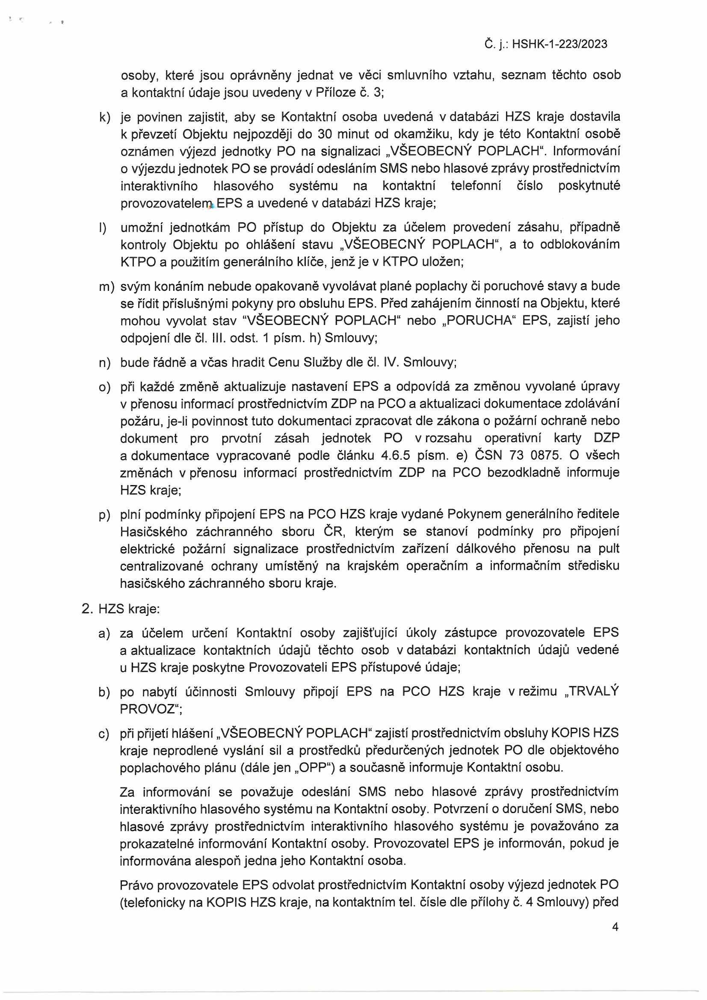 Č. j.: HSHK-1-223/2023
osoby, které jsou oprávněny jednat ve věci smluvního vztahu, seznam těchto osob
a kontaktní údaje jsou uvedeny v Příloze č. 3;
k) je povinen zajistit, aby se Kontaktní osoba uvedená v databázi HZS kraje dostavila
k převzetí Objektu nejpozději do 30 minut od okamžiku, kdy je této Kontaktní osobě
oznámen výjezd jednotky PO na signalizaci „VŠEOBECNÝ POPLACH“. Informování
o výjezdu jednotek PO se provádí odesláním SMS nebo hlasové zprávy prostřednictvím
interaktivního hlasového systému na kontaktní telefonní číslo poskytnuté
provozovatelem EPS a uvedené v databázi HZS kraje;
l) umožní jednotkám PO přístup do Objektu za účelem provedení zásahu, případně
kontroly Objektu po ohlášení stavu „VŠEOBECNÝ POPLACH“, a to odblokováním
KTPO a použitím generálního klíče, jenž je v KTPO uložen;
m) svým konáním nebude opakovaně vyvolávat plané poplachy či poruchové stavy a bude
se řídit příslušnými pokyny pro obsluhu EPS. Před zahájením činností na Objektu, které
mohou vyvolat stav “VŠEOBECNÝ POPLACH“ nebo „PORUCHA“ EPS, zajistí jeho
odpojení dle čl. III. odst. 1 písm. h) Smlouvy;
n) bude řádně a včas hradit Cenu Služby dle čl. IV. Smlouvy;
o) při každé změně aktualizuje nastavení EPS a odpovídá za změnou vyvolané úpravy
v přenosu informací prostřednictvím ZDP na PCO a aktualizaci dokumentace zdolávání
požáru, je-li povinnost tuto dokumentaci zpracovat dle zákona o požární ochraně nebo
dokument pro prvotní zásah jednotek PO v rozsahu operativní karty DZP
a dokumentace vypracované podle článku 4.6.5 písm. e) ČSN 73 0875. O všech
změnách v přenosu informací prostřednictvím ZDP na PCO bezodkladně informuje
HZS kraje;
p) plní podmínky připojení EPS na PCO HZS kraje vydané Pokynem generálního ředitele
Hasičského záchranného sboru ČR, kterým se stanoví podmínky pro připojení
elektrické požární signalizace prostřednictvím zařízení dálkového přenosu na pult
centralizované ochrany umístěný na krajském operačním a informačním středisku
hasičského záchranného sboru kraje.
2. HZS kraje:
a) za účelem určení Kontaktní osoby zajišťující úkoly zástupce provozovatele EPS
a aktualizace kontaktních údajů těchto osob v databázi kontaktních údajů vedené
u HZS kraje poskytne Provozovateli EPS přístupové údaje;
b) po nabytí účinnosti Smlouvy připojí EPS na PCO HZS kraje v režimu „TRVALÝ
PROVOZ“;
c) při přijetí hlášení „VŠEOBECNÝ POPLACH“ zajistí prostřednictvím obsluhy KOPIS HZS
kraje neprodlené vyslání sil a prostředků předurčených jednotek PO dle objektového
poplachového plánu (dále jen „OPP“) a současně informuje Kontaktní osobu.
Za informování se považuje odeslání SMS nebo hlasové zprávy prostřednictvím
interaktivního hlasového systému na Kontaktní osoby. Potvrzení o doručení SMS, nebo
hlasové zprávy prostřednictvím interaktivního hlasového systému je považováno za
prokazatelné informování Kontaktní osoby. Provozovatel EPS je informován, pokud je
informována alespoň jedna jeho Kontaktní osoba.
Právo provozovatele EPS odvolat prostřednictvím Kontaktní osoby výjezd jednotek PO
(telefonicky na KOPIS HZS kraje, na kontaktním tel. čísle dle přílohy č. 4 Smlouvy) před
4